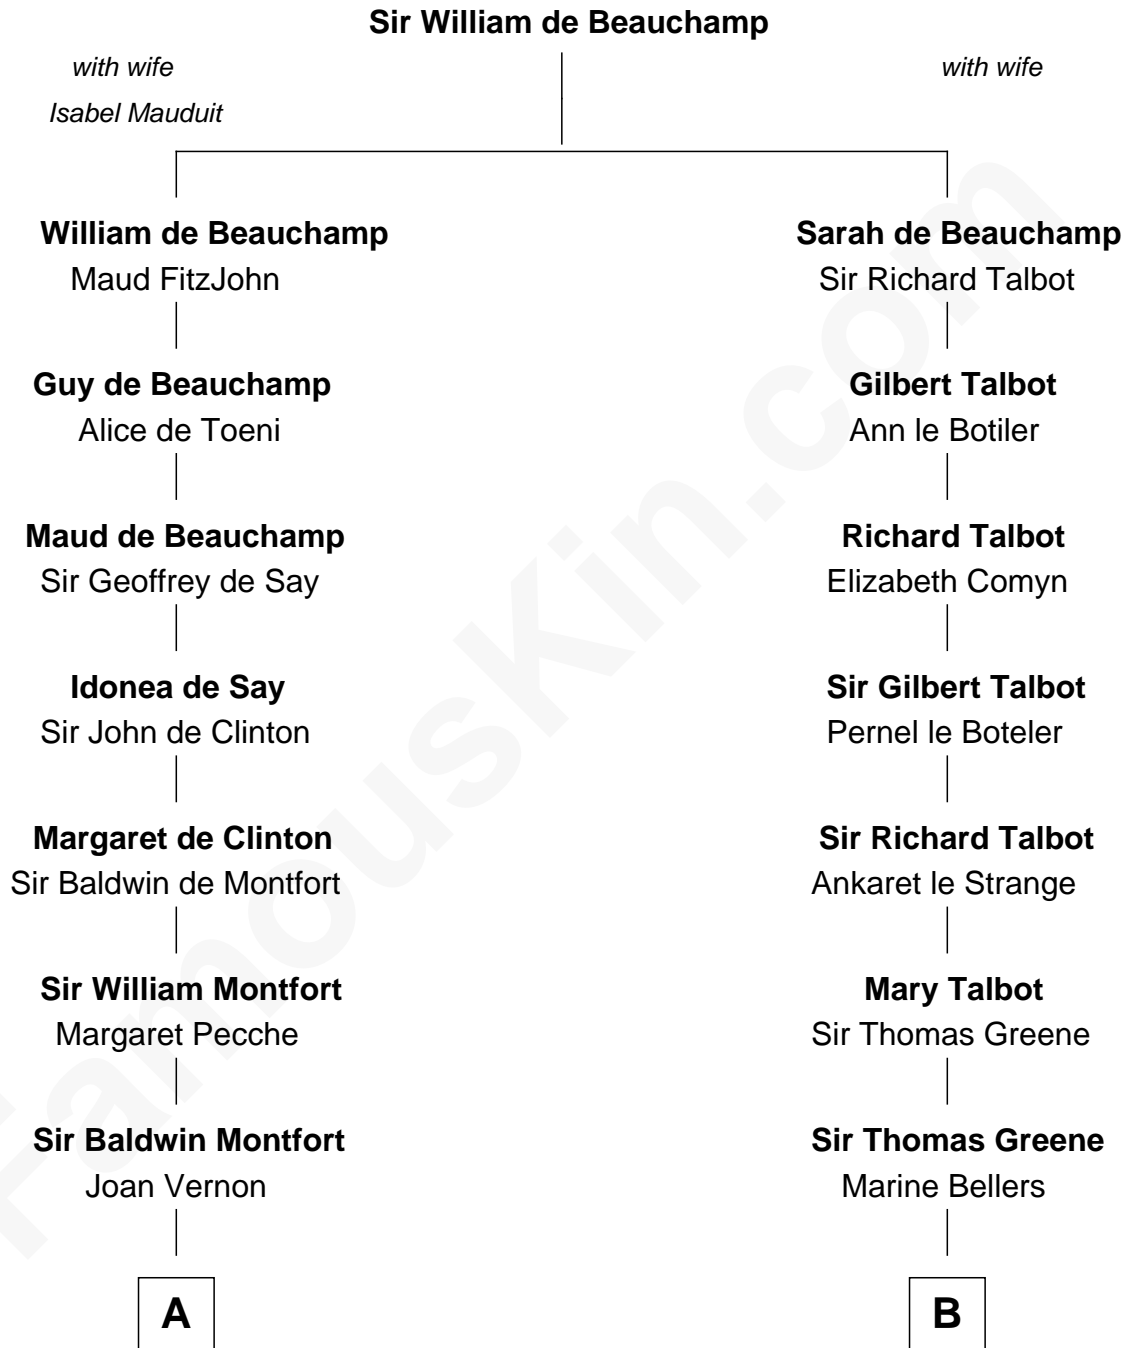 Sir William de Beauchamp
with wife
Isabel Mauduit
with wife
William de Beauchamp
Maud FitzJohn
Sarah de Beauchamp
Sir Richard Talbot
Guy de Beauchamp
Alice de Toeni
Gilbert Talbot
Ann le Botiler
Maud de Beauchamp
Sir Geoffrey de Say
Richard Talbot
Elizabeth Comyn
Idonea de Say
Sir John de Clinton
Sir Gilbert Talbot
Pernel le Boteler
Margaret de Clinton
Sir Baldwin de Montfort
Sir Richard Talbot
Ankaret le Strange
Sir William Montfort
Margaret Pecche
Mary Talbot
Sir Thomas Greene
Sir Baldwin Montfort
Joan Vernon
Sir Thomas Greene
Marine Bellers
A
B
FamousKin.com